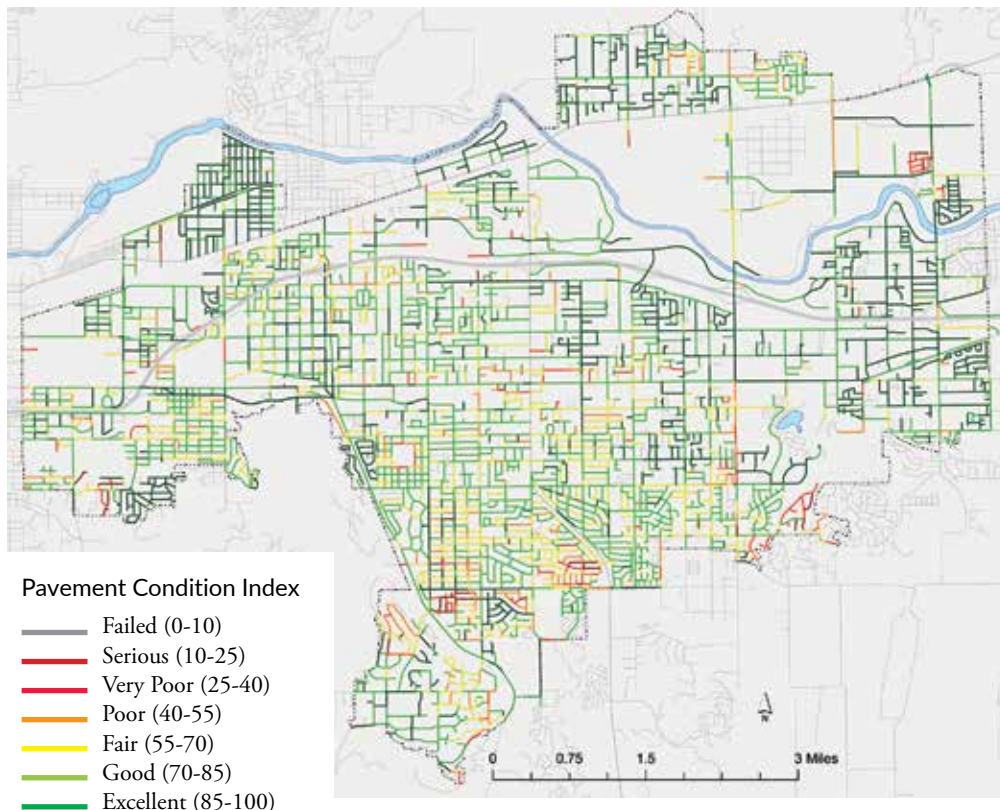 Pavement Condition Index
Failed (0-10)
Serious (10-25)
Very Poor (25-40)
Poor (40-55)
Fair (55-70)
Good (70-85)
Excellent (85-100)
N
0 0.75 1.5 3 Miles